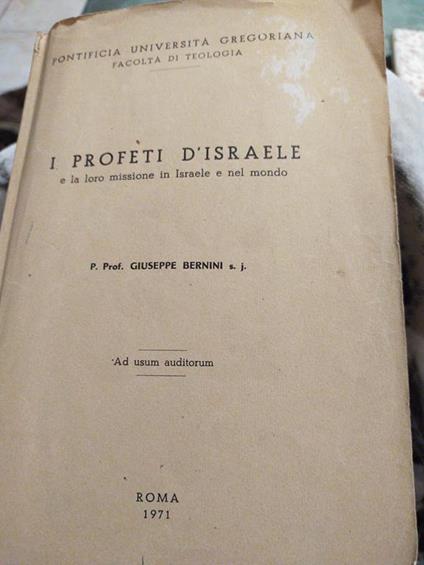 PONTIFICIA UNIVERSITÀ GREGORIANA
FACOLTÀ DI TEOLOGIA
I PROFETI D'ISRAELE
e la loro missione in Israele e nel mondo
P. Prof. GIUSEPPE BERNINI s. j.
Ad usum auditorum
ROMA
1971